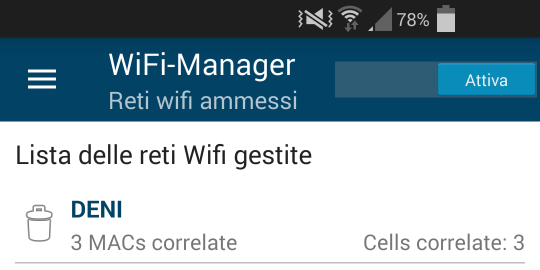 78%
WiFi-Manager
Reti wifi ammessi
Attiva
Lista delle reti Wifi gestite
DENI
3 MACs correlate
Cells correlate: 3